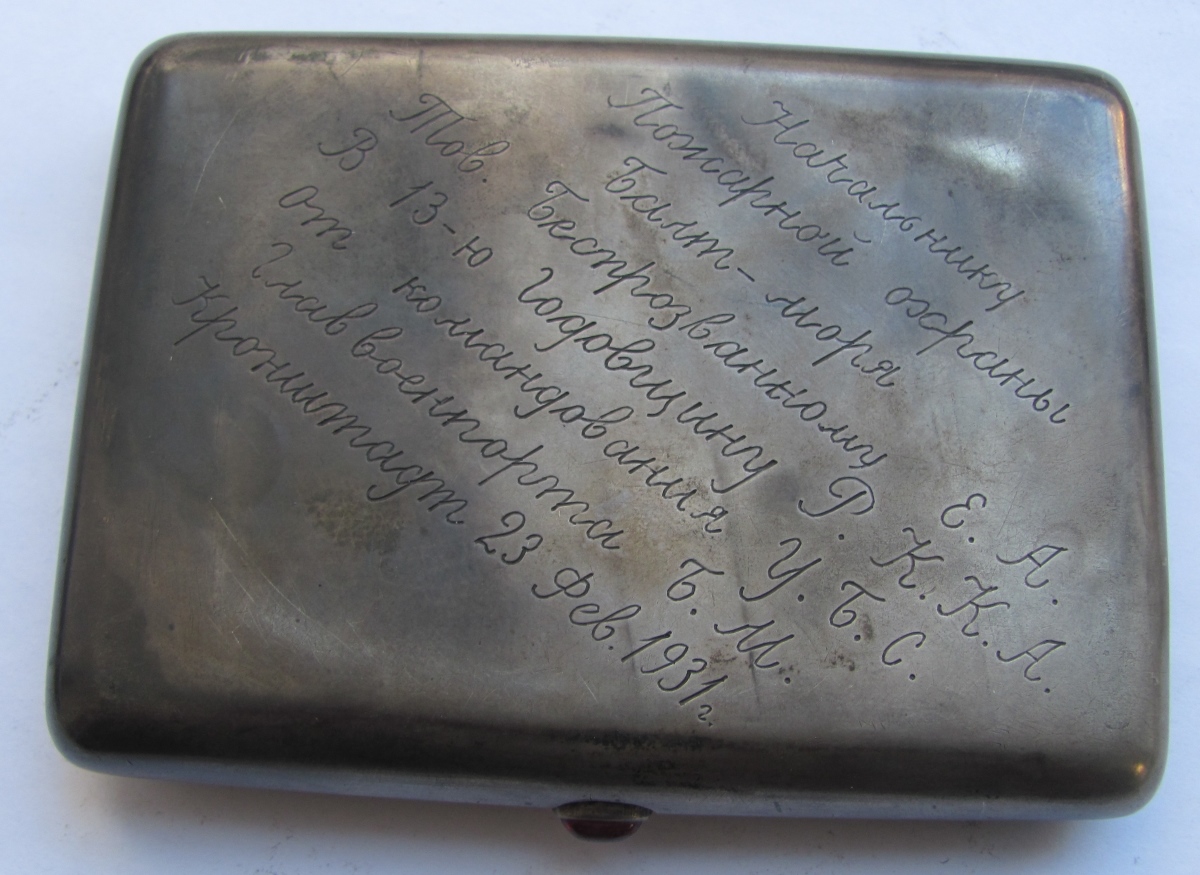 Начальнику
Пожарной охраны
Балт-моря
Тов. Беспрозванному Е. А.
В 13-ю годовщину Р. К. К. А.
от командования У. Б. С.
Главвоенпорта Б. М.
Кронштадт 23 Фев. 1931 г.